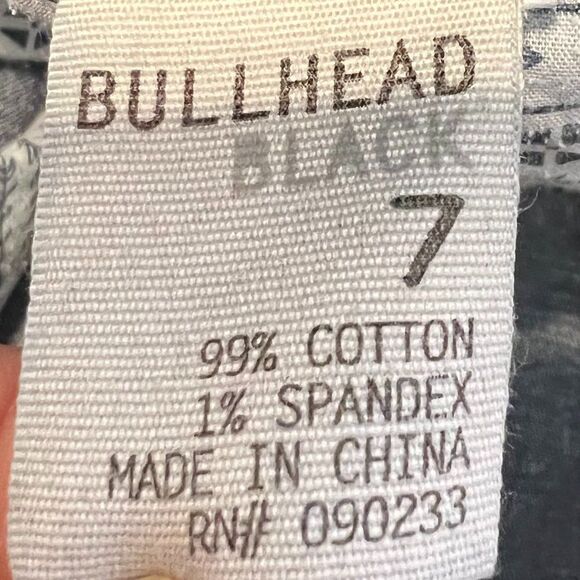 BULLHEAD
BLACK
7
99% COTTON
1% SPANDEX
MADE IN CHINA
RN# 090233